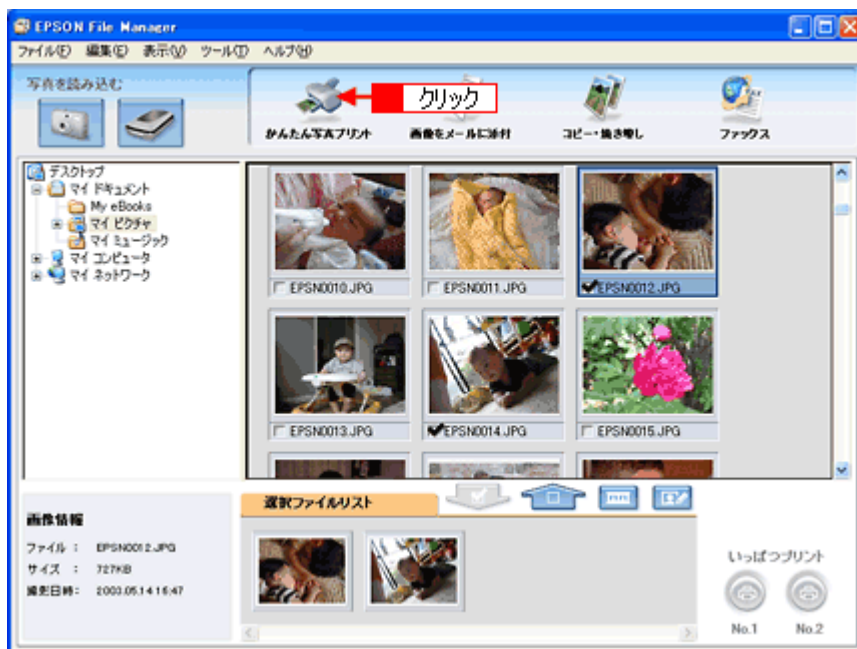 EPSON File Manager
ファイル(F) 編集(E) 表示(V) ツール(T) ヘルプ(H)
写真を読み込む
クリック
かんたん写真プリント
画像をメールに添付
コピー・焼き増し
ファックス
デスクトップ
マイ ドキュメント
My eBooks
マイ ピクチャ
マイ ミュージック
マイ コンピュータ
マイ ネットワーク
EPSN0010.JPG
EPSN0011.JPG
EPSN0012.JPG
EPSN0013.JPG
EPSN0014.JPG
EPSN0015.JPG
選択ファイルリスト
画像情報
ファイル : EPSN0012.JPG
サイズ : 727KB
撮影日時: 2003.05.14 16:47
いっぱつプリント
No.1
No.2